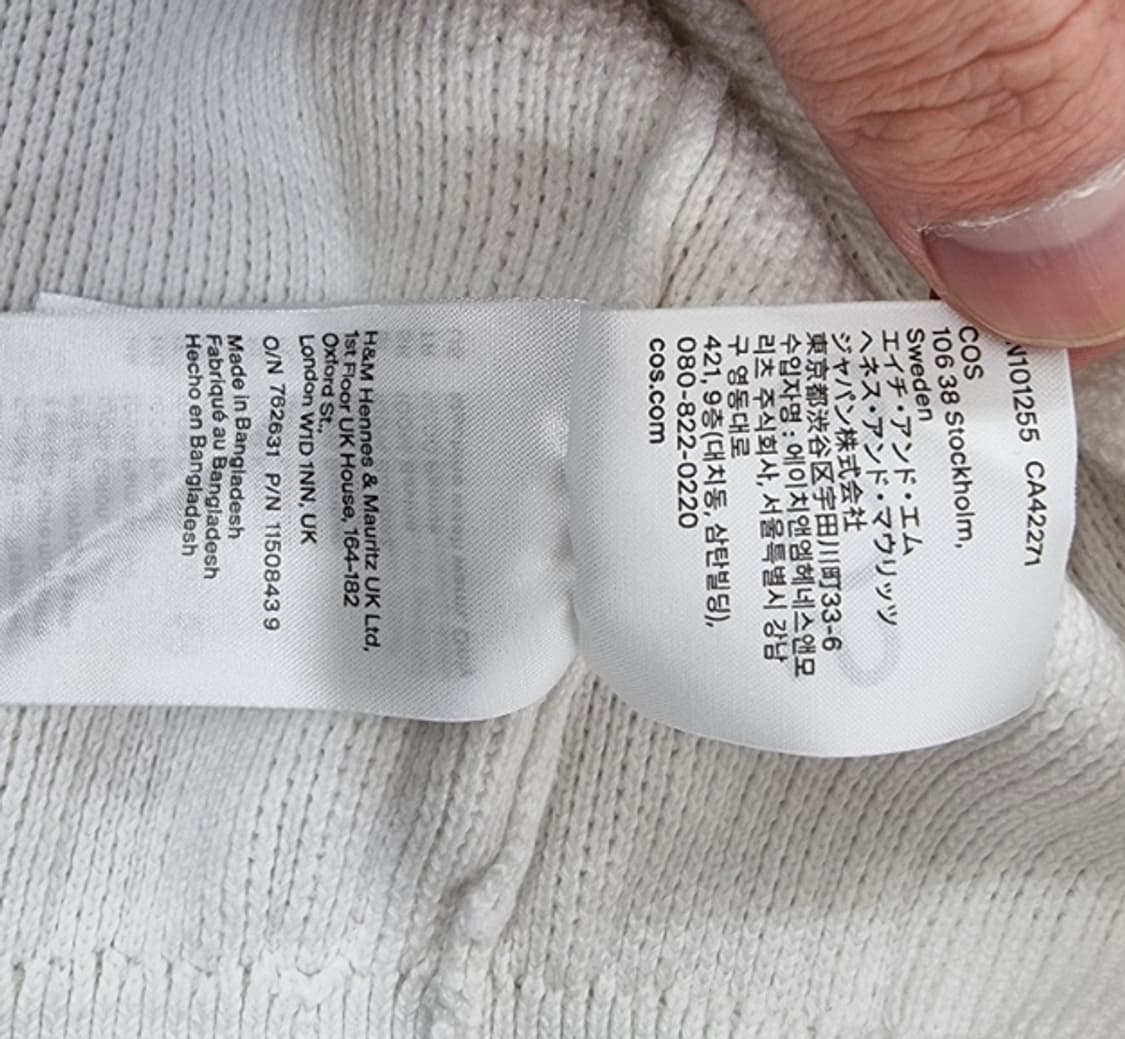 N101255 CA42271
COS
106 38 Stockholm,
Sweden
エイチ・アンド・エム
ヘネス・アンド・マウリッツ
ジャパン株式会社
東京都渋谷区宇田川町33-6
수입자명 : 에이치앤엠헤네스앤모
리츠 주식회사, 서울특별시 강남
구 영동대로
421, 9층(대치동, 삼탄빌딩),
080-822-0220
cos.com
H&M Hennes & Mauritz UK Ltd,
1st Floor UK House, 164-182
Oxford St.,
London W1D 1NN, UK
O/N 762631 P/N 1150843 9
Made in Bangladesh
Fabriqué au Bangladesh
Hecho en Bangladesh